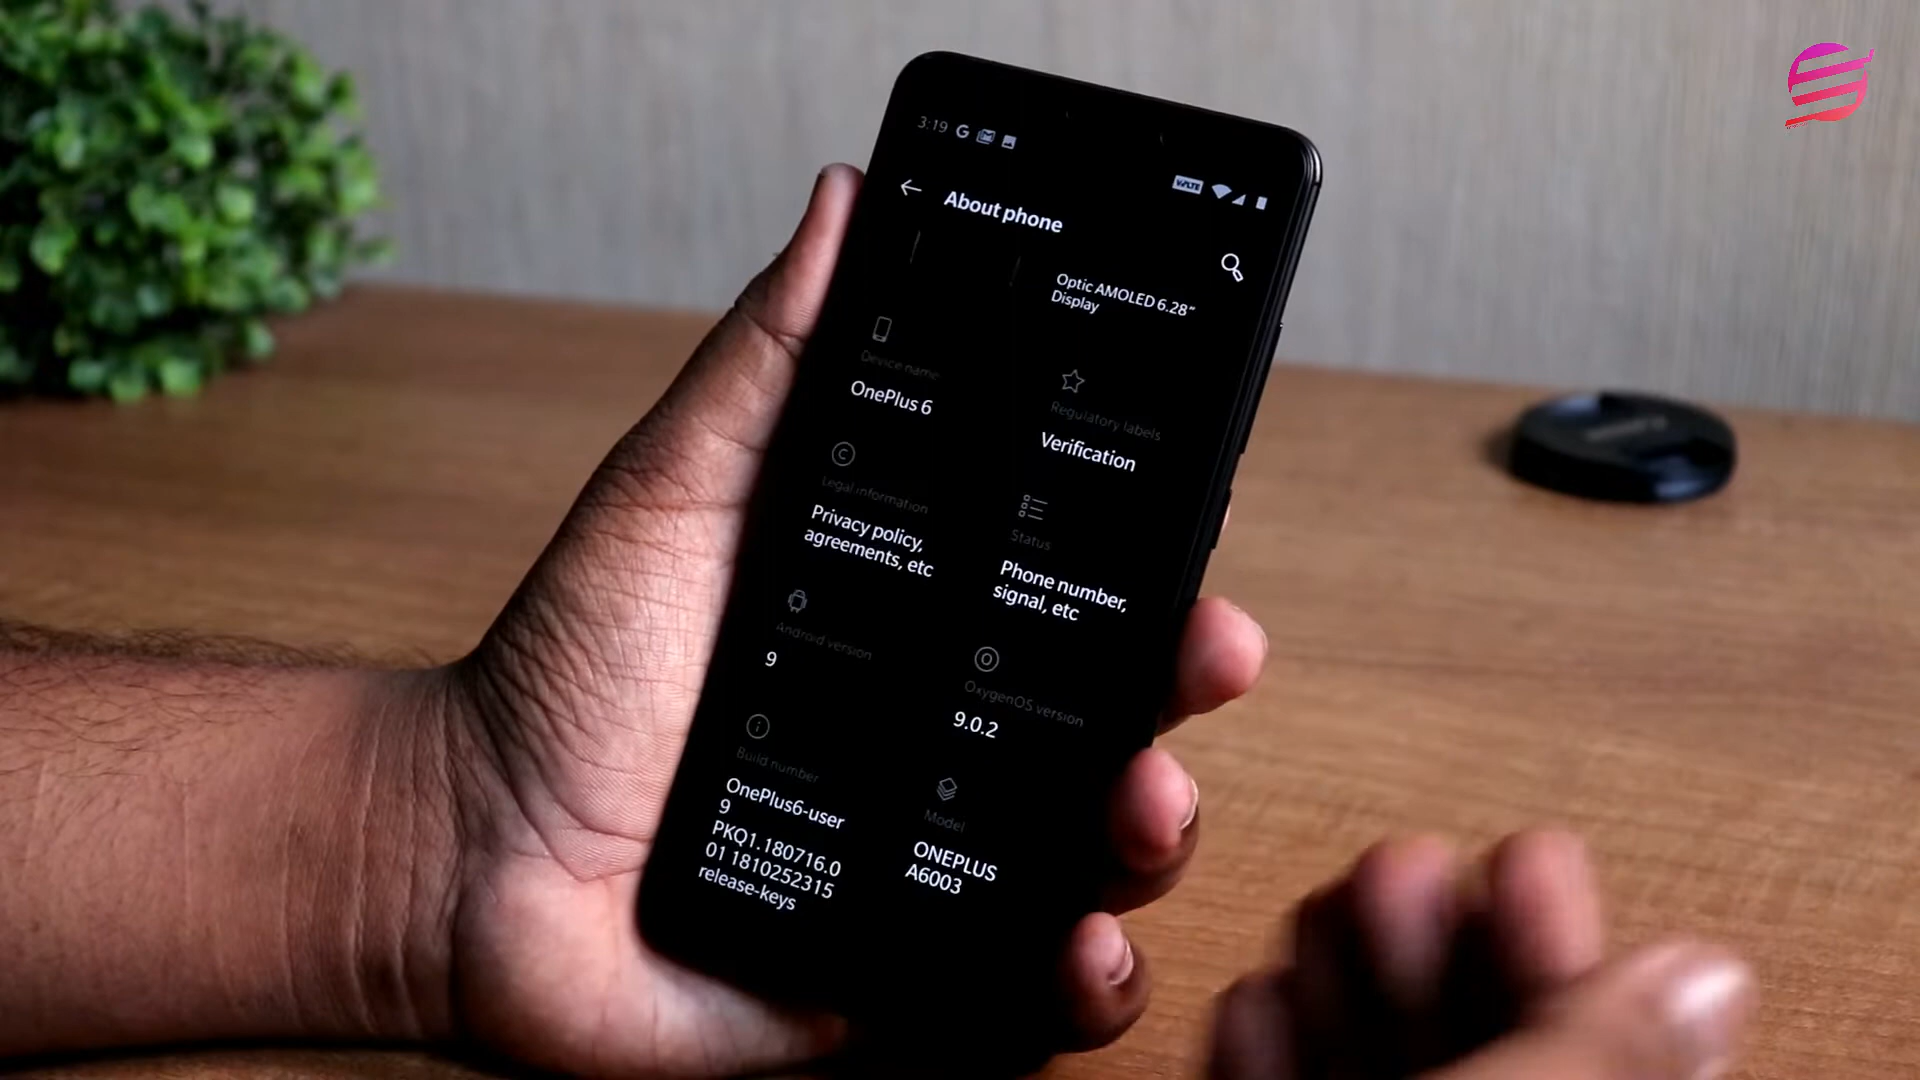 3:19
VoLTE
About phone
Optic AMOLED 6.28"
Display
Device name
OnePlus 6
Regulatory labels
Verification
Legal information
Privacy policy,
agreements, etc
Status
Phone number,
signal, etc
Android version
9
OxygenOS version
9.0.2
Build number
OnePlus6-user
9
PKQ1.180716.0
01 1810252315
release-keys
Model
ONEPLUS
A6003